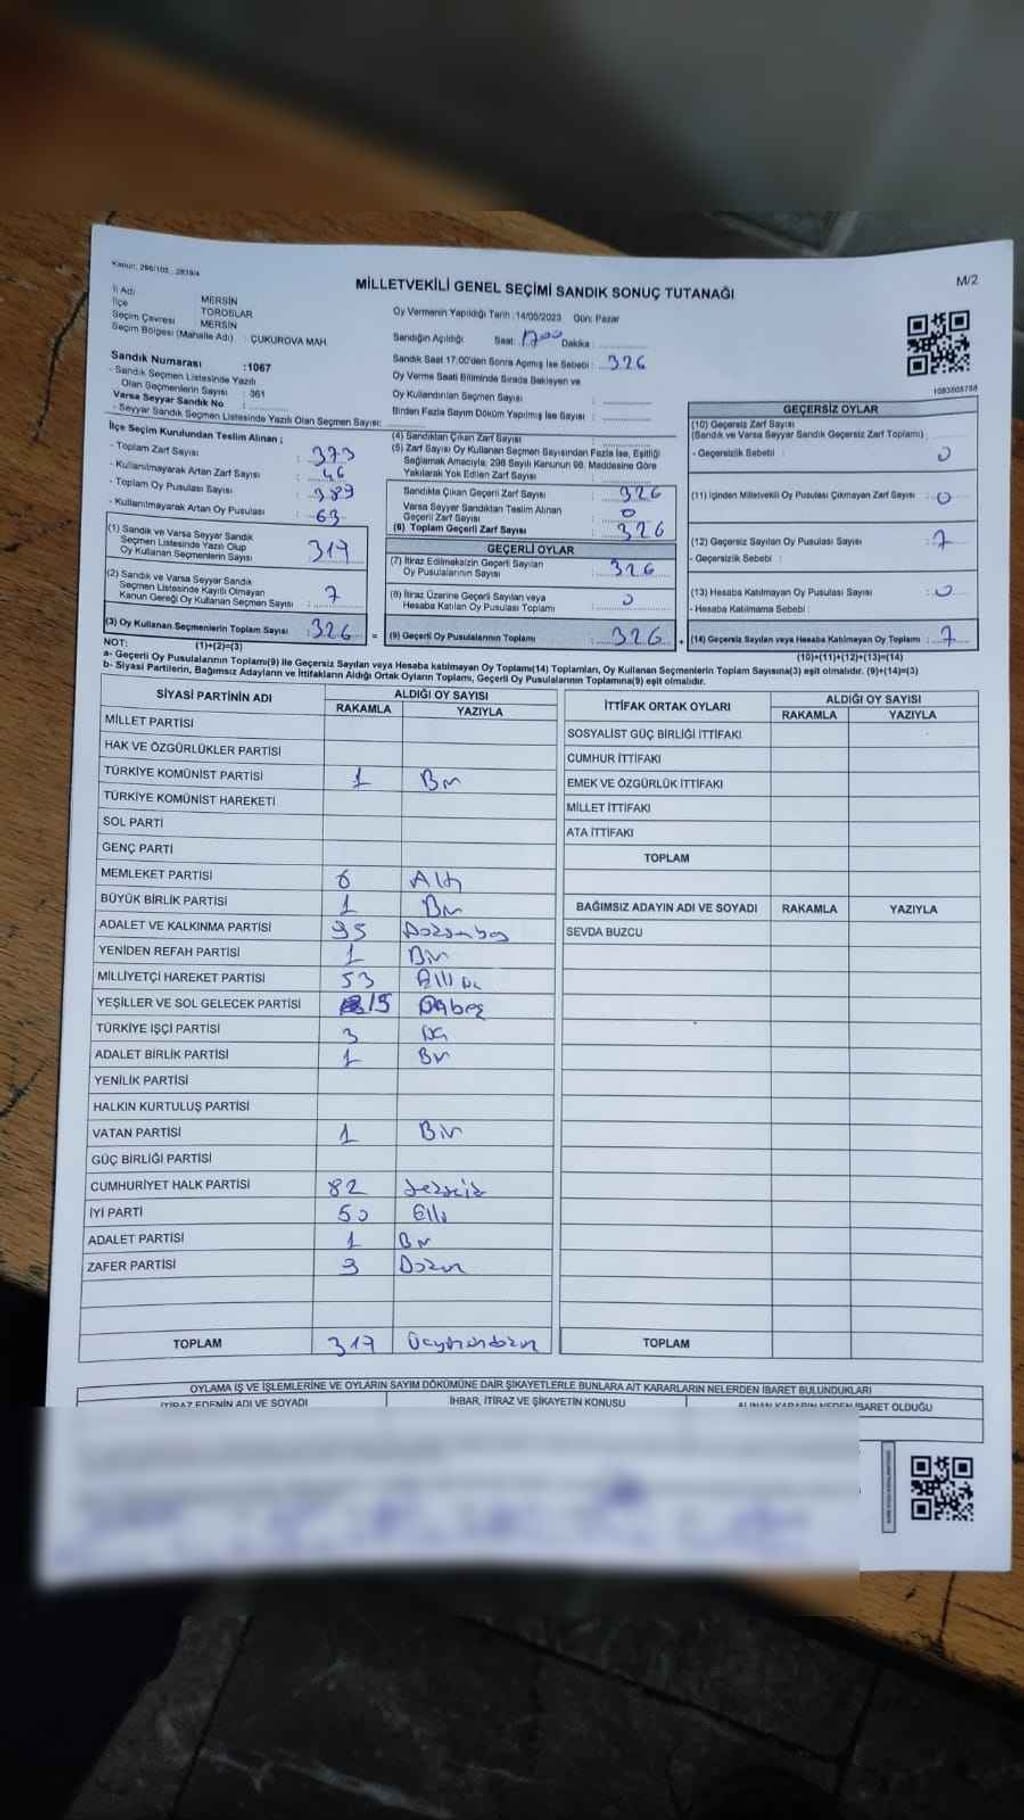 Kanun: 298/105 , 2839/4
MİLLETVEKİLİ GENEL SEÇİMİ SANDIK SONUÇ TUTANAĞI
M/2
İl Adı MERSİN
İlçe TOROSLAR
Seçim Çevresi MERSİN
Seçim Bölgesi (Mahalle Adı) : ÇUKUROVA MAH.
Oy Vermenin Yapıldığı Tarih :14/05/2023 Gün: Pazar
Sandığın Açıldığı Saat: 17 00 Dakika :
Sandık Saat 17:00'den Sonra Açımış İse Sebebi : 326
Oy Verme Saati Bitiminde Sırada Bekleyen ve
Oy Kullandırılan Seçmen Sayısı :
Birden Fazla Sayım Döküm Yapılmış İse Sayısı :
Sandık Numarası :1067
- Sandık Seçmen Listesinde Yazılı
Olan Seçmenlerin Sayısı : 361
Varsa Seyyar Sandık No :
- Seyyar Sandık Seçmen Listesinde Yazılı Olan Seçmen Sayısı:
İlçe Seçim Kurulundan Teslim Alınan ;
- Toplam Zarf Sayısı : 373
- Kullanılmayarak Artan Zarf Sayısı : 46
- Toplam Oy Pusulası Sayısı : 389
- Kullanılmayarak Artan Oy Pusulası : 63
(1) Sandık ve Varsa Seyyar Sandık
Seçmen Listesinde Yazılı Olup
Oy Kullanan Seçmenlerin Sayısı : 317
(2) Sandık ve Varsa Seyyar Sandık
Seçmen Listesinde Kayıtlı Olmayan
Kanun Gereği Oy Kullanan Seçmen Sayısı : 7
(3) Oy Kullanan Seçmenlerin Toplam Sayısı :326 =
(1)+(2)=(3)
(4) Sandıktan Çıkan Zarf Sayısı :
(5) Zarf Sayısı Oy Kullanan Seçmen Sayısından Fazla İse, Eşitliği
Sağlamak Amacıyla; 298 Sayılı Kanunun 98. Maddesine Göre
Yakılarak Yok Edilen Zarf Sayısı :
Sandıkta Çıkan Geçerli Zarf Sayısı : 326
Varsa Seyyar Sandıktan Teslim Alınan
Geçerli Zarf Sayısı : 0
(6) Toplam Geçerli Zarf Sayısı : 326
GEÇERLİ OYLAR
(7) İtiraz Edilmeksizin Geçerli Sayılan
Oy Pusulalarının Sayısı : 326
(8) İtiraz Üzerine Geçerli Sayılan veya
Hesaba Katılan Oy Pusulası Toplamı : 0
(9) Geçerli Oy Pusulalarının Toplamı : 326 +
1083808788
GEÇERSİZ OYLAR
(10) Geçersiz Zarf Sayısı
(Sandık ve Varsa Seyyar Sandık Geçersiz Zarf Toplamı) :
- Geçersizlik Sebebi : 0
(11) İçinden Milletvekili Oy Pusulası Çıkmayan Zarf Sayısı : 0
(12) Geçersiz Sayılan Oy Pusulası Sayısı : 7
- Geçersizlik Sebebi :
(13) Hesaba Katılmayan Oy Pusulası Sayısı : 0
- Hesaba Katılmama Sebebi :
(14) Geçersiz Sayılan veya Hesaba Katılmayan Oy Toplamı : 7
(10)+(11)+(12)+(13)=(14)
NOT:
a- Geçerli Oy Pusulalarının Toplamı(9) ile Geçersiz Sayılan veya Hesaba katılmayan Oy Toplamı(14) Toplamları, Oy Kullanan Seçmenlerin Toplam Sayısına(3) eşit olmalıdır. (9)+(14)=(3)
b- Siyasi Partilerin, Bağımsız Adayların ve İttifakların Aldığı Ortak Oyların Toplamı, Geçerli Oy Pusulalarının Toplamına(9) eşit olmalıdır.
SİYASİ PARTİNİN ADI ALDIĞI OY SAYISI
RAKAMLA YAZIYLA
MİLLET PARTİSİ
HAK VE ÖZGÜRLÜKLER PARTİSİ
TÜRKİYE KOMÜNİST PARTİSİ 1 Bir
TÜRKİYE KOMÜNİST HAREKETİ
SOL PARTİ
GENÇ PARTİ
MEMLEKET PARTİSİ 6 Altı
BÜYÜK BİRLİK PARTİSİ 1 Bir
ADALET VE KALKINMA PARTİSİ 95 Doksanbeş
YENİDEN REFAH PARTİSİ 1 Bir
MİLLİYETÇİ HAREKET PARTİSİ 53 Elli üç
YEŞİLLER VE SOL GELECEK PARTİSİ 15 Onbeş
TÜRKİYE İŞÇİ PARTİSİ 3 Üç
ADALET BİRLİK PARTİSİ 1 Bir
YENİLİK PARTİSİ
HALKIN KURTULUŞ PARTİSİ
VATAN PARTİSİ 1 Bir
GÜÇ BİRLİĞİ PARTİSİ
CUMHURİYET HALK PARTİSİ 82
İYİ PARTİ 50 Elli
ADALET PARTİSİ 1 Bir
ZAFER PARTİSİ 9 Dokuz
TOPLAM 317
İTTİFAK ORTAK OYLARI ALDIĞI OY SAYISI
RAKAMLA YAZIYLA
SOSYALİST GÜÇ BİRLİĞİ İTTİFAKI
CUMHUR İTTİFAKI
EMEK VE ÖZGÜRLÜK İTTİFAKI
MİLLET İTTİFAKI
ATA İTTİFAKI
TOPLAM
BAĞIMSIZ ADAYIN ADI VE SOYADI RAKAMLA YAZIYLA
SEVDA BUZCU
TOPLAM
OYLAMA İŞ VE İŞLEMLERİNE VE OYLARIN SAYIM DÖKÜMÜNE DAİR ŞİKAYETLERLE BUNLARA AİT KARARLARIN NELERDEN İBARET BULUNDUKLARI
İTİRAZ EDENİN ADI VE SOYADI İHBAR, İTİRAZ VE ŞİKAYETİN KONUSU ALINAN KARARIN NEDEN İBARET OLDUĞU